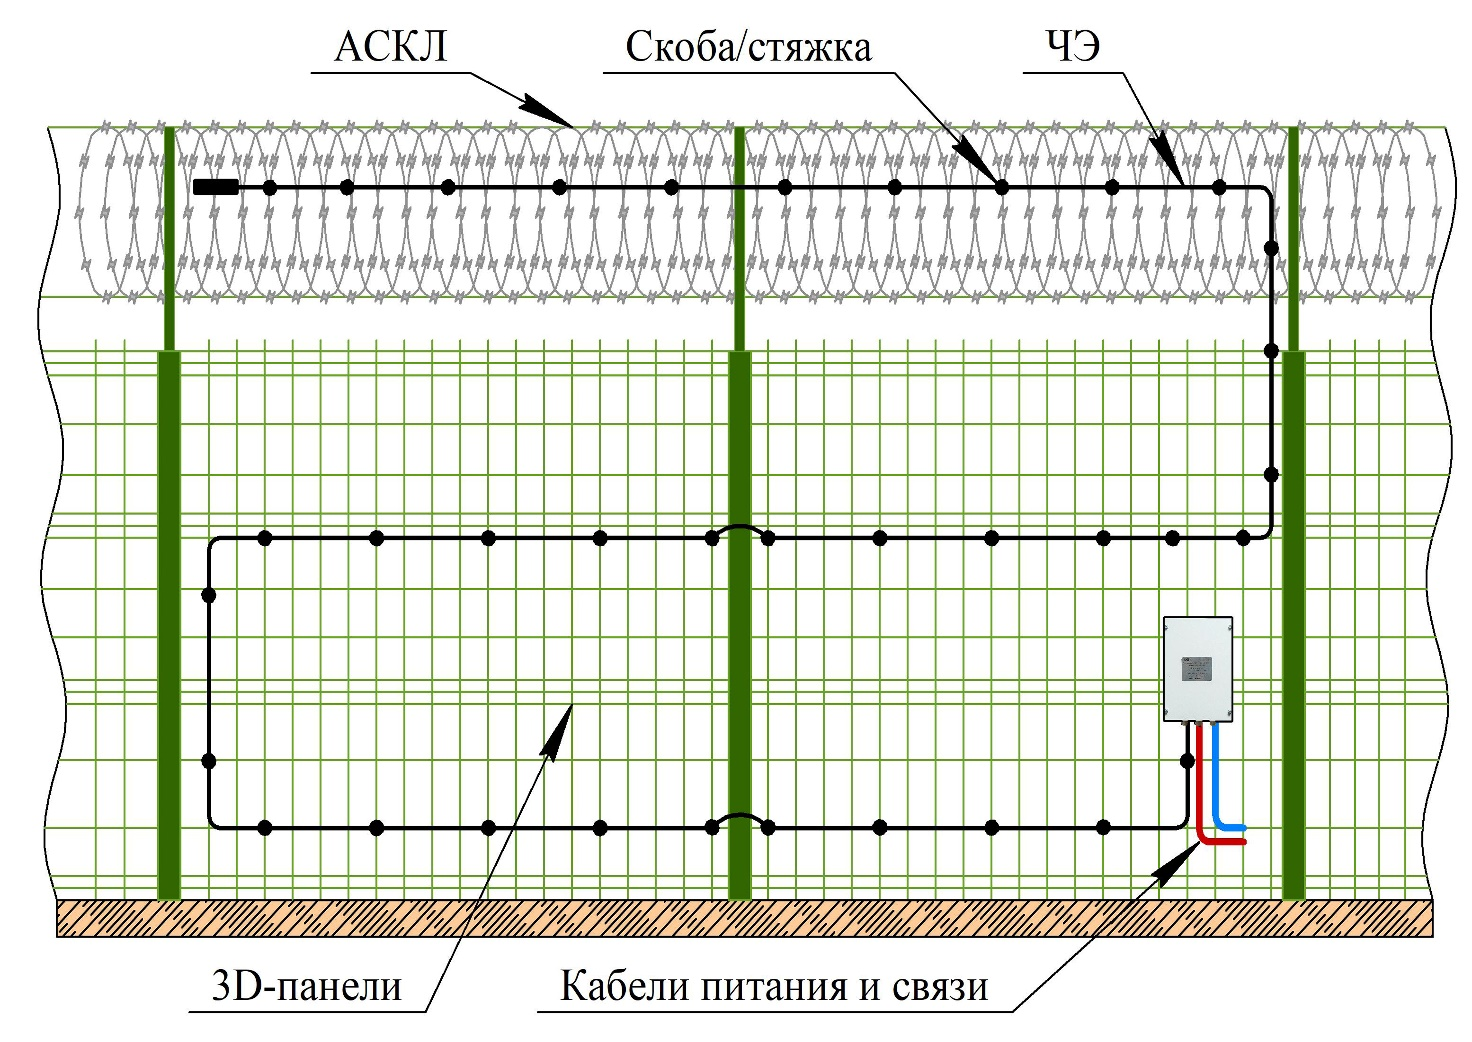 АСКЛ
Скоба/стяжка
ЧЭ
3D-панели
Кабели питания и связи